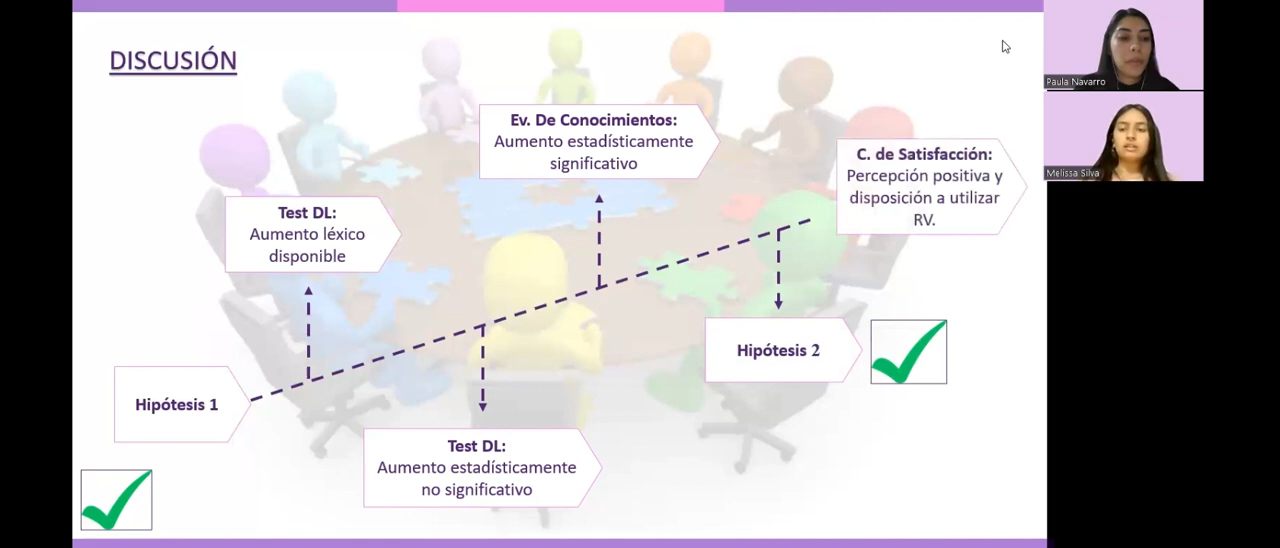 DISCUSIÓN
Paula Navarro
Ev. De Conocimientos:
Aumento estadísticamente
significativo
C. de Satisfacción:
Percepción positiva y
disposición a utilizar
RV.
Melissa Silva
Test DL:
Aumento léxico
disponible
Hipótesis 2
Hipótesis 1
Test DL:
Aumento estadísticamente
no significativo